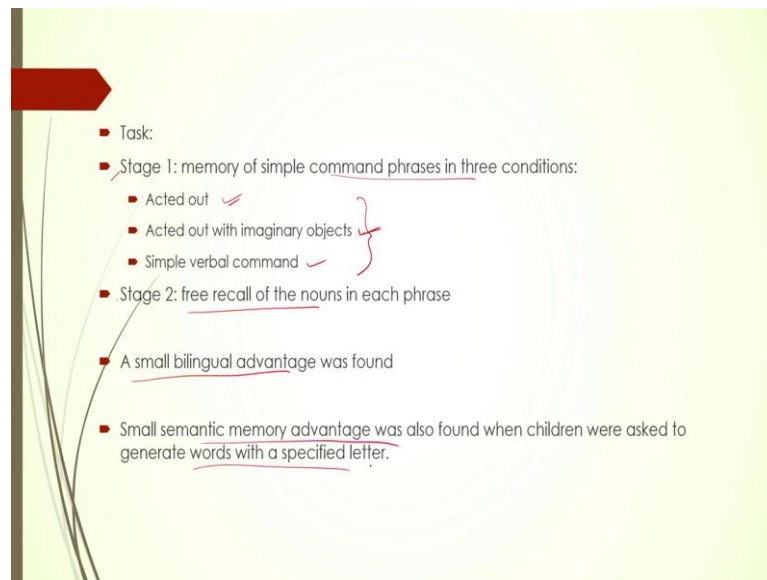 Task:
Stage 1: memory of simple command phrases in three conditions:
Acted out
Acted out with imaginary objects
Simple verbal command
Stage 2: free recall of the nouns in each phrase
A small bilingual advantage was found
Small semantic memory advantage was also found when children were asked to
generate words with a specified letter.